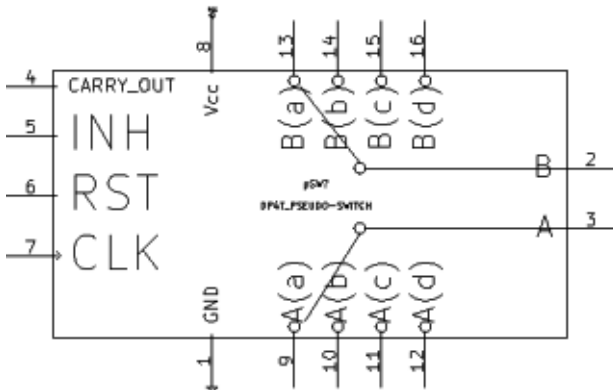 8 13 14 15 16
4 CARRY_OUT Vcc B(a) B(b) B(c) B(d)
5 INH
B 2
6 RST
pSW?
DP4T_PSEUDO-SWITCH
A 3
7 CLK
GND A(a) A(b) A(c) A(d)
1 9 10 11 12